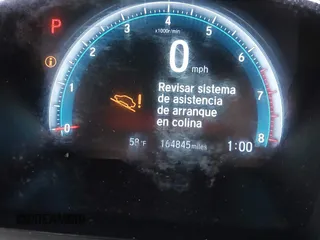 P
x1000r/min
1
2
3
4
5
6
7
8
0
0 mph
Revisar sistema
de asistencia
de arranque
en colina
!
58°F 164845 miles 1:00